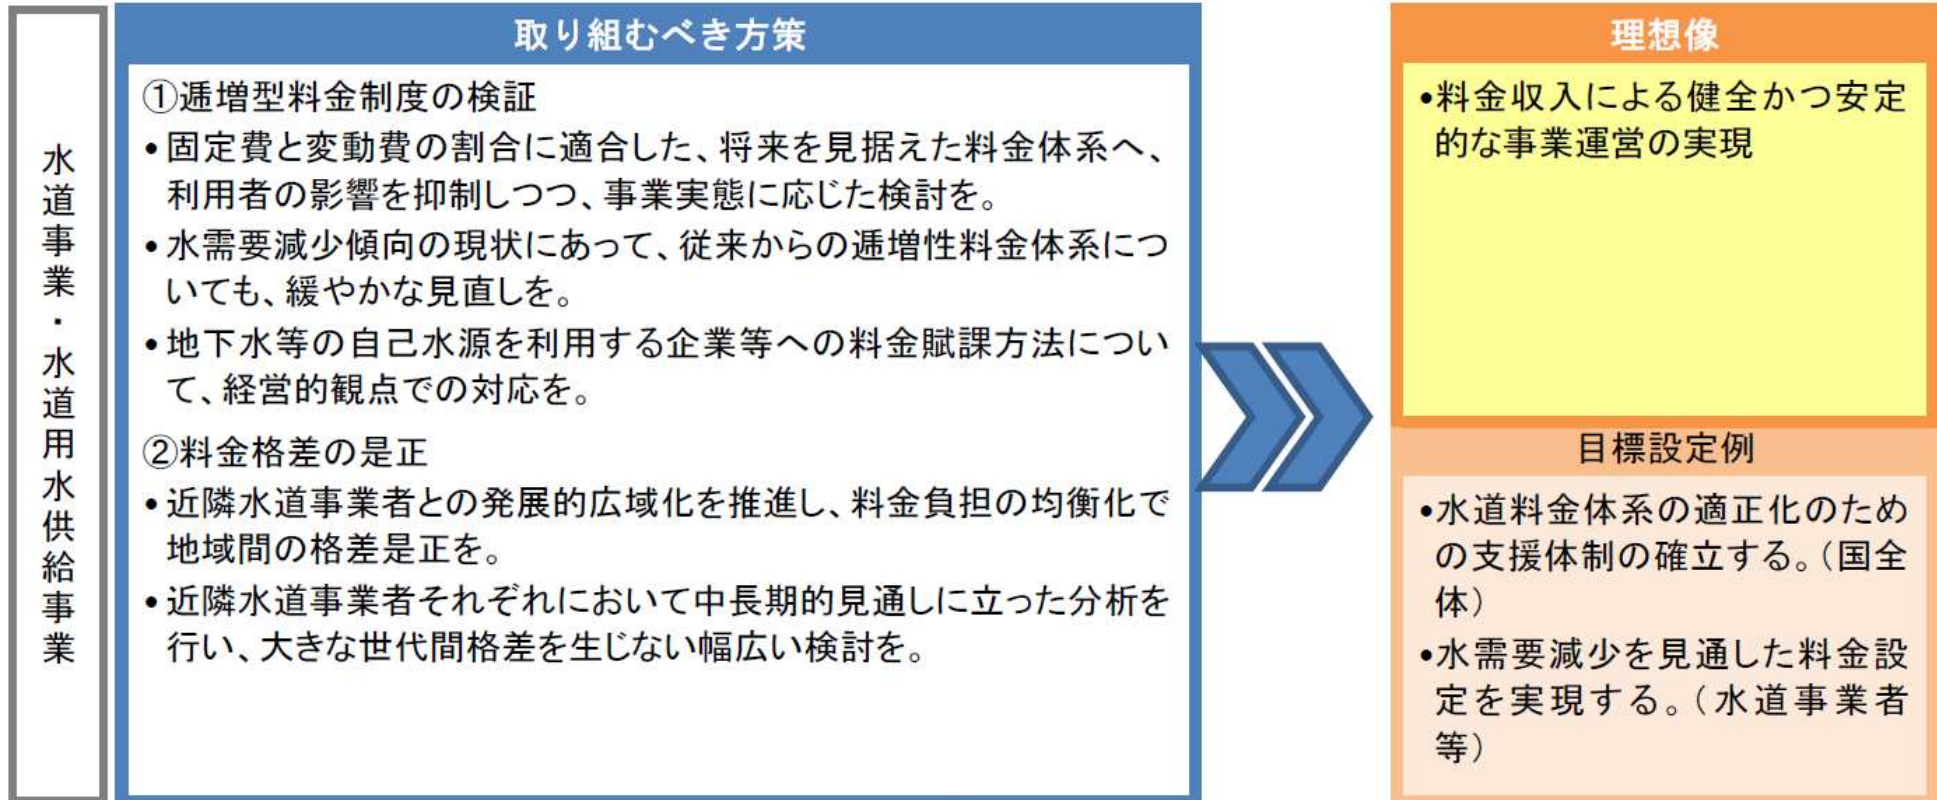 水道事業・水道用水供給事業
取り組むべき方策
①逓増型料金制度の検証
•固定費と変動費の割合に適合した、将来を見据えた料金体系へ、
利用者の影響を抑制しつつ、事業実態に応じた検討を。
•水需要減少傾向の現状にあって、従来からの逓増性料金体系につ
いても、緩やかな見直しを。
•地下水等の自己水源を利用する企業等への料金賦課方法につい
て、経営的観点での対応を。
②料金格差の是正
•近隣水道事業者との発展的広域化を推進し、料金負担の均衡化で
地域間の格差是正を。
•近隣水道事業者それぞれにおいて中長期的見通しに立った分析を
行い、大きな世代間格差を生じない幅広い検討を。
理想像
•料金収入による健全かつ安定
的な事業運営の実現
目標設定例
•水道料金体系の適正化のため
の支援体制の確立する。（国全
体）
•水需要減少を見通した料金設
定を実現する。（水道事業者
等）